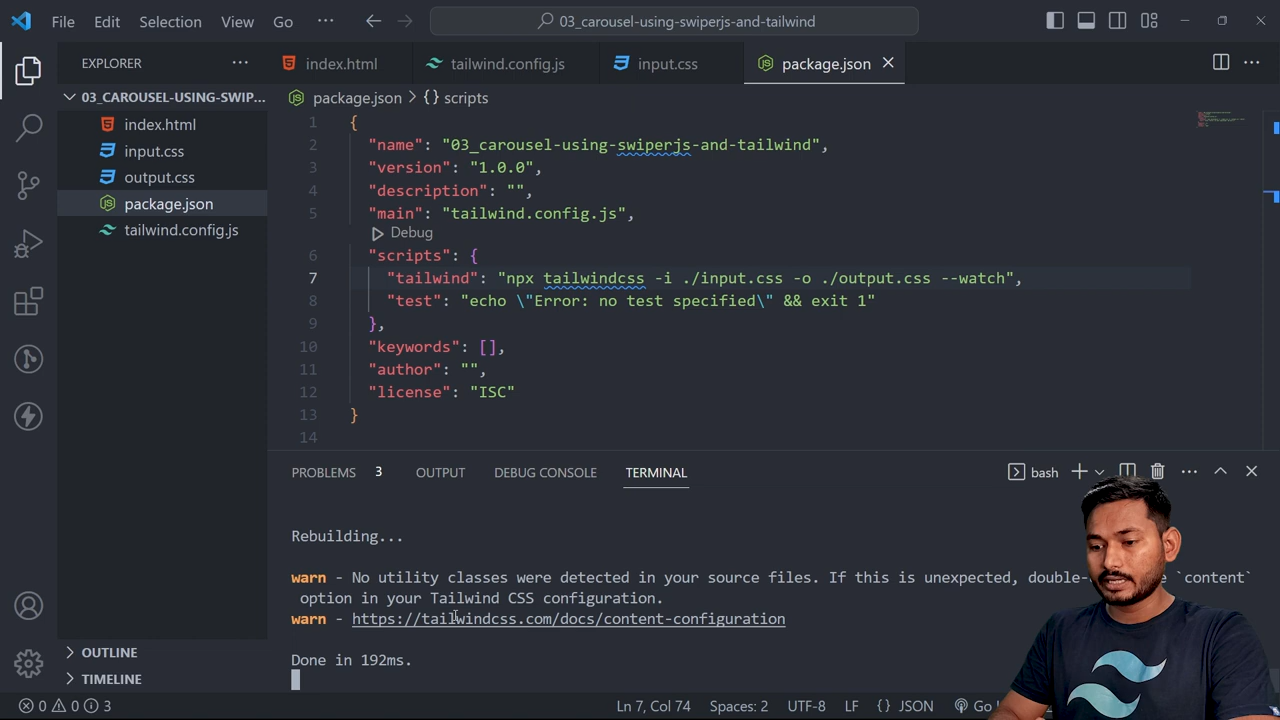 File Edit Selection View Go ··· 03_carousel-using-swiperjs-and-tailwind
EXPLORER ···
index.html tailwind.config.js input.css package.json
03_CAROUSEL-USING-SWIP...
index.html
input.css
output.css
package.json
tailwind.config.js
OUTLINE
TIMELINE
package.json > {} scripts
1 {
2 "name": "03_carousel-using-swiperjs-and-tailwind",
3 "version": "1.0.0",
4 "description": "",
5 "main": "tailwind.config.js",
Debug
6 "scripts": {
7 "tailwind": "npx tailwindcss -i ./input.css -o ./output.css --watch",
8 "test": "echo \"Error: no test specified\" && exit 1"
9 },
10 "keywords": [],
11 "author": "",
12 "license": "ISC"
13 }
14
PROBLEMS 3 OUTPUT DEBUG CONSOLE TERMINAL bash
Rebuilding...
warn - No utility classes were detected in your source files. If this is unexpected, `content`
option in your Tailwind CSS configuration.
warn - https://tailwindcss.com/docs/content-configuration
Done in 192ms.
0 0 3 Ln 7, Col 74 Spaces: 2 UTF-8 LF {} JSON Go